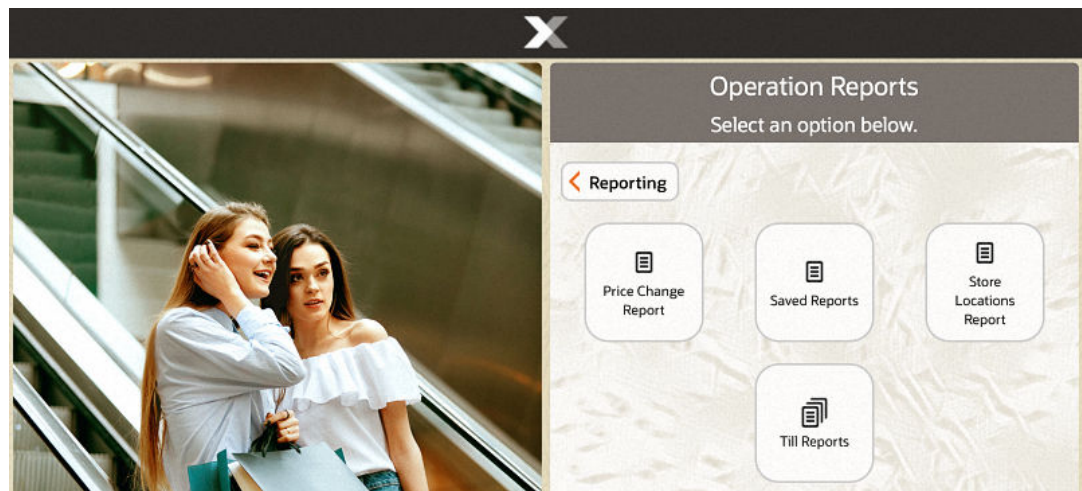 Operation Reports
Select an option below.
Reporting
Price Change
Report
Saved Reports
Store
Locations
Report
Till Reports